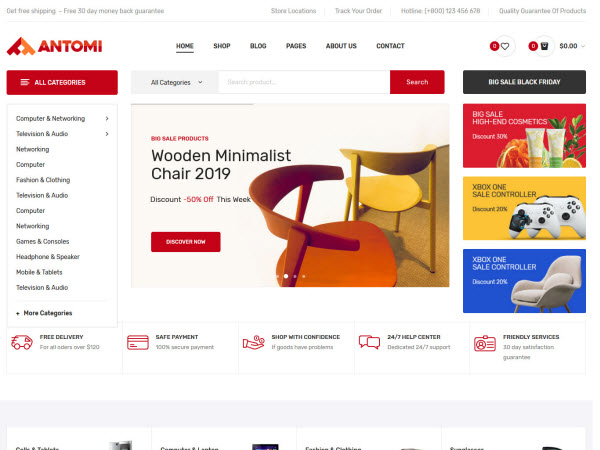 Get free shipping – Free 30 day money back guarantee
Store Locations
Track Your Order
Hotline: (+800) 123 456 678
Quality Guarantee Of Products
ANTOMI
HOME
SHOP
BLOG
PAGES
ABOUT US
CONTACT
0
0
$0.00
ALL CATEGORIES
All Categories
Search product...
Search
BIG SALE BLACK FRIDAY
Computer & Networking
Television & Audio
Networking
Computer
Fashion & Clothing
Television & Audio
Computer
Networking
Games & Consoles
Headphone & Speaker
Mobile & Tablets
Television & Audio
+ More Categories
BIG SALE PRODUCTS
Wooden Minimalist
Chair 2019
Discount -50% Off This Week
DISCOVER NOW
BIG SALE
HIGH-END COSMETICS
Discount 30%
XBOX ONE
SALE CONTROLLER
Discount 20%
XBOX ONE
SALE CONTROLLER
Discount 20%
FREE DELIVERY
For all oders over $120
SAFE PAYMENT
100% secure payment
SHOP WITH CONFIDENCE
If goods have problems
24/7 HELP CENTER
Dedicated 24/7 support
FRIENDLY SERVICES
30 day satisfaction
guarantee
Cells & Tablets
Computer & Laptop
Fashion & Clothing
Sunglasses